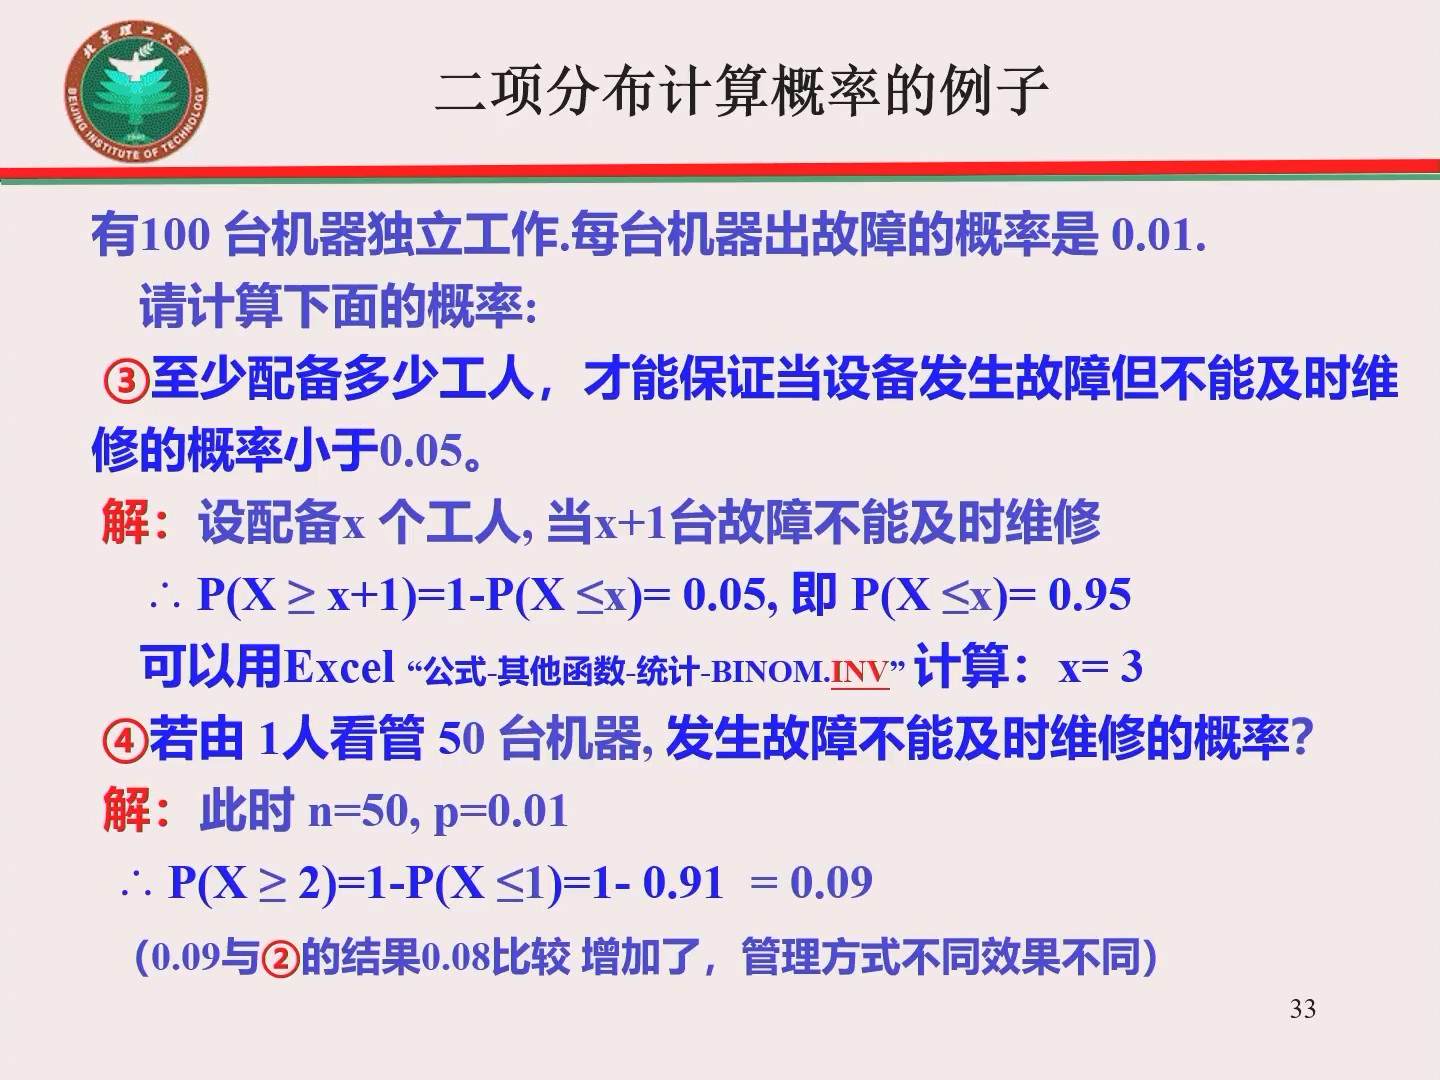 北京理工大学
BEIJING INSTITUTE OF TECHNOLOGY
1940
二项分布计算概率的例子
有100 台机器独立工作.每台机器出故障的概率是 0.01.
请计算下面的概率:
③至少配备多少工人，才能保证当设备发生故障但不能及时维
修的概率小于0.05。
解：设配备x 个工人, 当x+1台故障不能及时维修
∴ P(X ≥ x+1)=1-P(X ≤x)= 0.05, 即 P(X ≤x)= 0.95
可以用Excel “公式-其他函数-统计-BINOM.INV” 计算：x= 3
④若由 1人看管 50 台机器, 发生故障不能及时维修的概率?
解：此时 n=50, p=0.01
∴ P(X ≥ 2)=1-P(X ≤1)=1- 0.91 = 0.09
（0.09与②的结果0.08比较 增加了，管理方式不同效果不同）
33